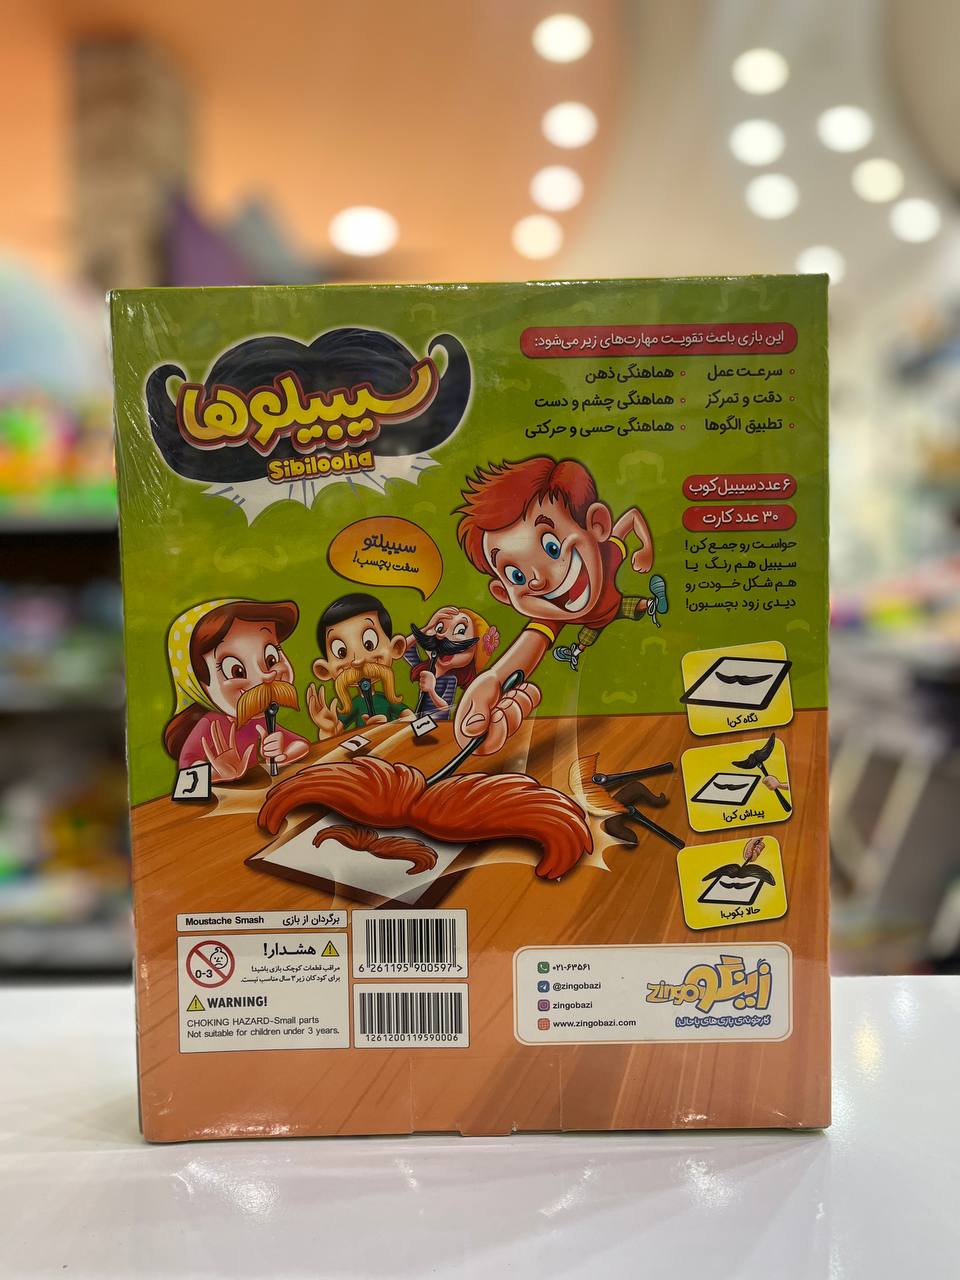 سیبیلوها
Sibilooha
این بازی باعث تقویت مهارت‌های زیر می‌شود:
• سرعت عمل
• هماهنگی ذهن
• دقت و تمرکز
• هماهنگی چشم و دست
• تطبیق الگوها
• هماهنگی حسی و حرکتی
۶ عدد سیبیل‌کوب
۳۰ عدد کارت
حواست رو جمع کن!
سیبیل هم رنگ یا
هم شکل خودت رو
دیدی زود بچسبون!
سیبیلتو
سفت بچسب!
نگاه کن!
پیداش کن!
حالا بکوب!
برگردان از بازی Moustache Smash
هشدار!
مراقب قطعات کوچک بازی باشید!
برای کودکان زیر ۳ سال مناسب نیست.
0-3
WARNING!
CHOKING HAZARD-Small parts
Not suitable for children under 3 years.
6 261195 900597 >
1261200119590006
۰۲۱-۶۳۵۶۱
@zingobazi
zingobazi
www.zingobazi.com
زینگو
zingo
کارخونه‌ی بازی‌های باحال!